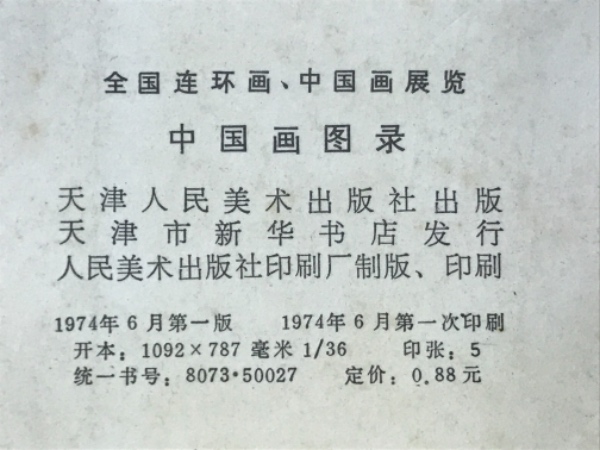 全国连环画、中国画展览
中国画图录
天津人民美术出版社出版
天津市新华书店发行
人民美术出版社印刷厂制版、印刷
1974年6月第一版 1974年6月第一次印刷
开本：1092×787毫米1/36 印张：5
统一书号：8073·50027 定价：0.88元